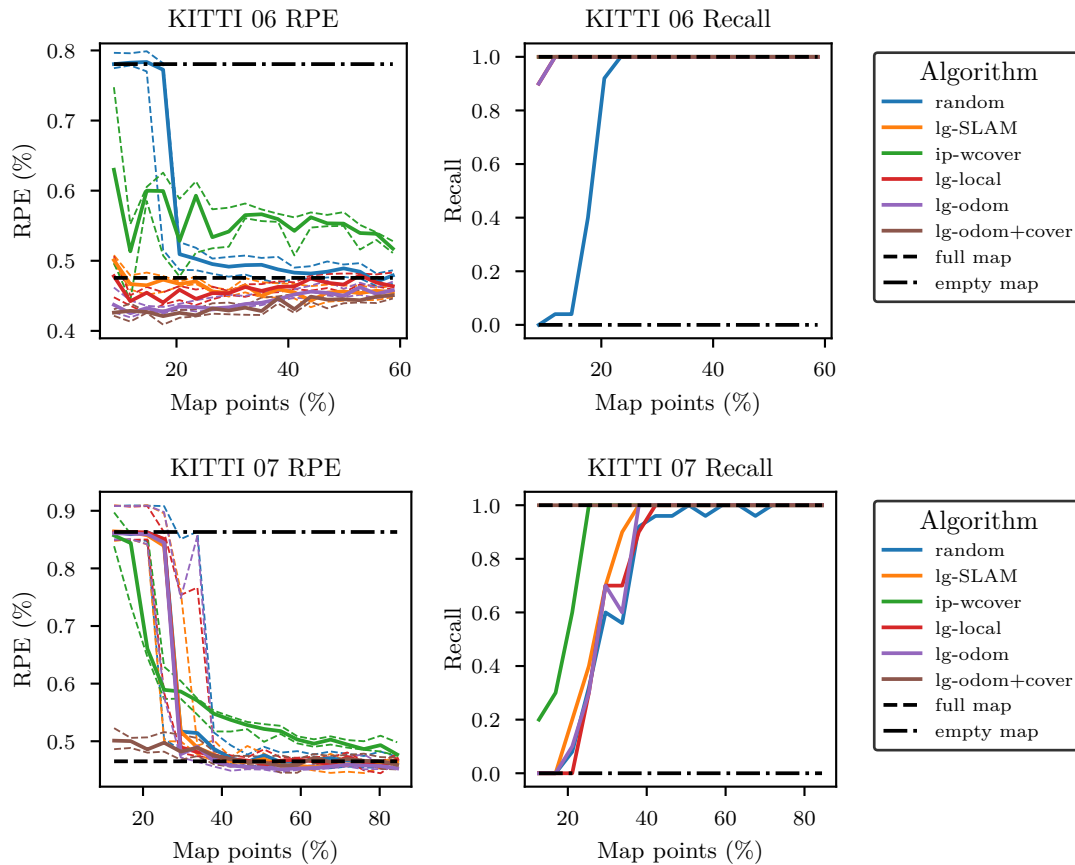 KITTI 06 RPE
0.8
0.7
0.6
0.5
0.4
RPE (%)
20
40
60
Map points (%)
KITTI 06 Recall
1.0
0.8
0.6
0.4
0.2
0.0
Recall
20
40
60
Map points (%)
Algorithm
random
lg-SLAM
ip-wcover
lg-local
lg-odom
lg-odom+cover
full map
empty map
KITTI 07 RPE
0.9
0.8
0.7
0.6
0.5
RPE (%)
20
40
60
80
Map points (%)
KITTI 07 Recall
1.0
0.8
0.6
0.4
0.2
0.0
Recall
20
40
60
80
Map points (%)
Algorithm
random
lg-SLAM
ip-wcover
lg-local
lg-odom
lg-odom+cover
full map
empty map